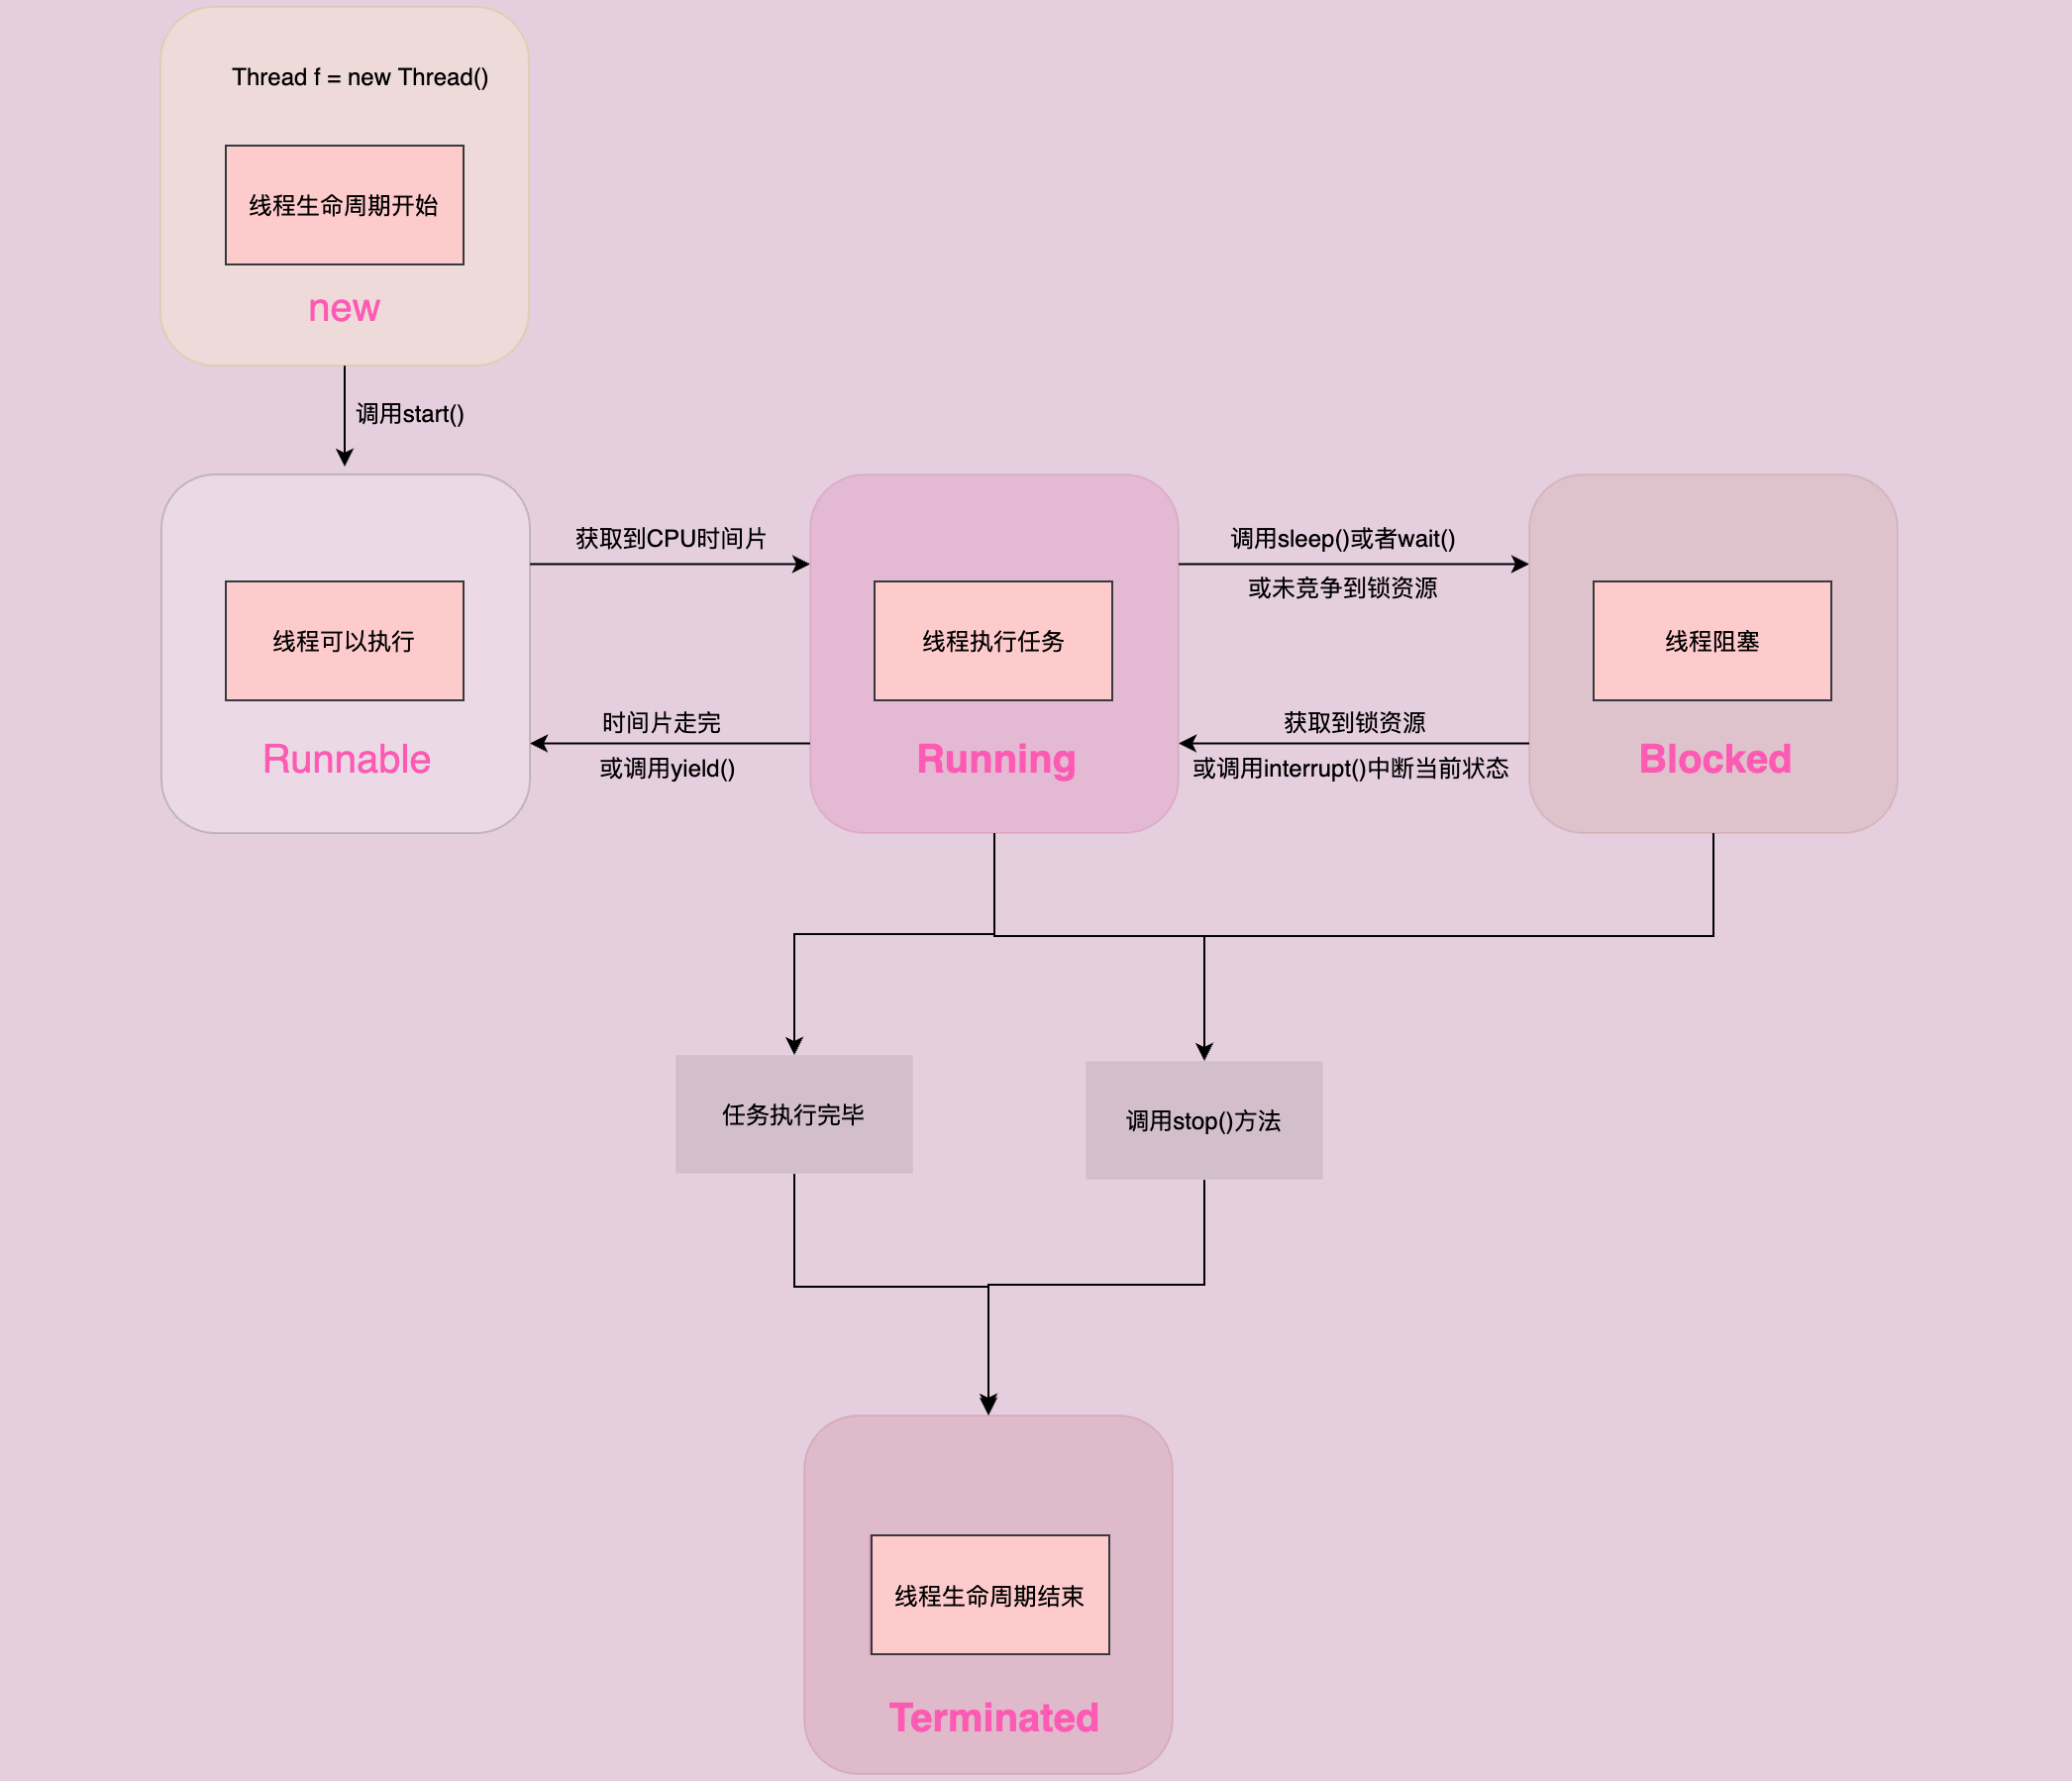 Thread f = new Thread()
线程生命周期开始
new
调用start()
获取到CPU时间片
调用sleep()或者wait()
或未竞争到锁资源
线程可以执行
线程执行任务
线程阻塞
时间片走完
获取到锁资源
Runnable
或调用yield()
Running
或调用interrupt()中断当前状态
Blocked
任务执行完毕
调用stop()方法
线程生命周期结束
Terminated